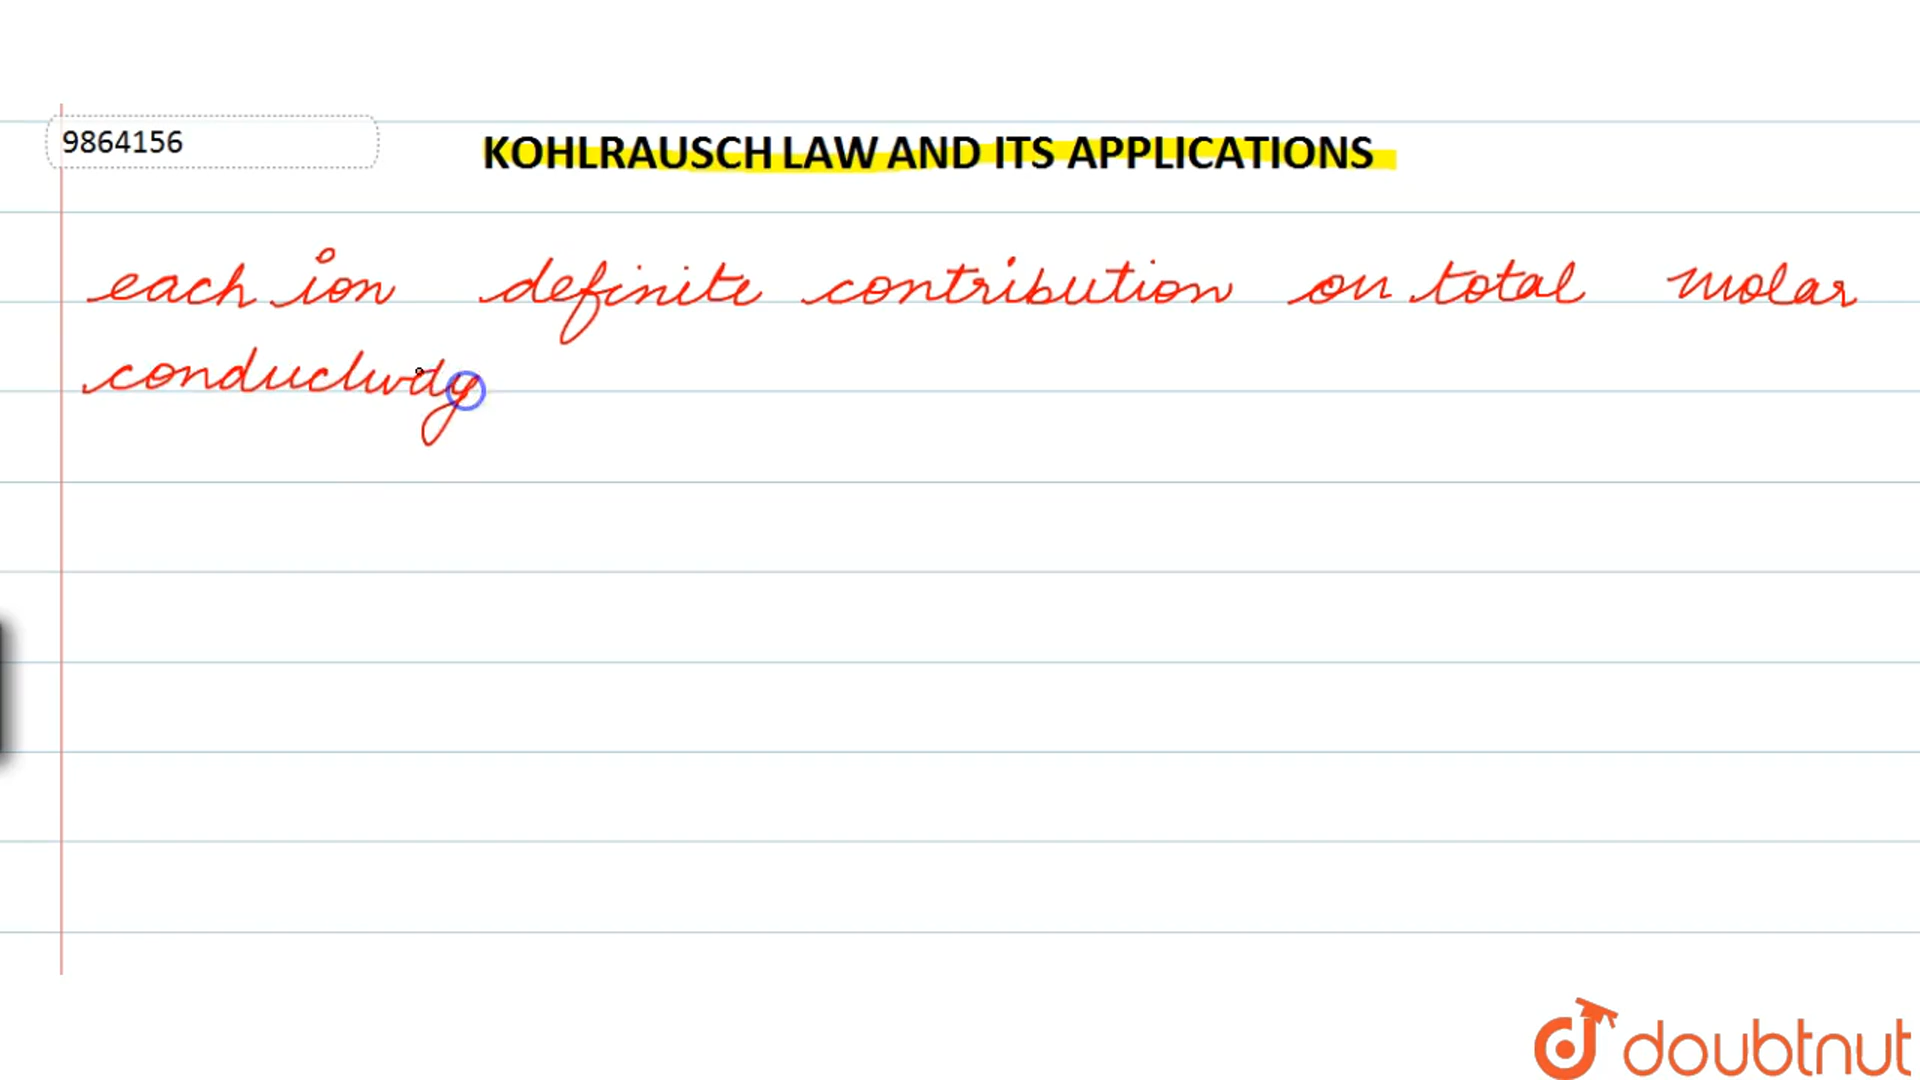 9864156
KOHLRAUSCH LAW AND ITS APPLICATIONS
each ion definite contribution on total molar
conductivity
doubtnut